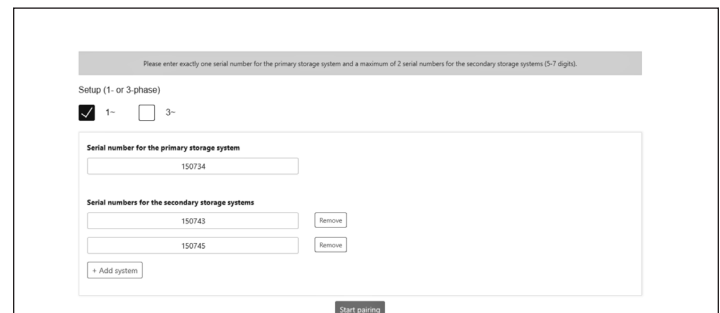 Please enter exactly one serial number for the primary storage system and a maximum of 2 serial numbers for the secondary storage systems (5-7 digits).
Setup (1- or 3-phase)
1~ 3~
Serial number for the primary storage system
150734
Serial numbers for the secondary storage systems
150743 Remove
150745 Remove
+ Add system
Start pairing